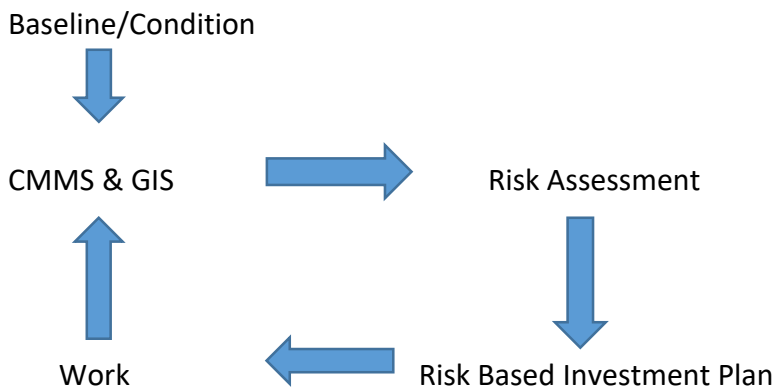 Baseline/Condition
CMMS & GIS
Risk Assessment
Work
Risk Based Investment Plan